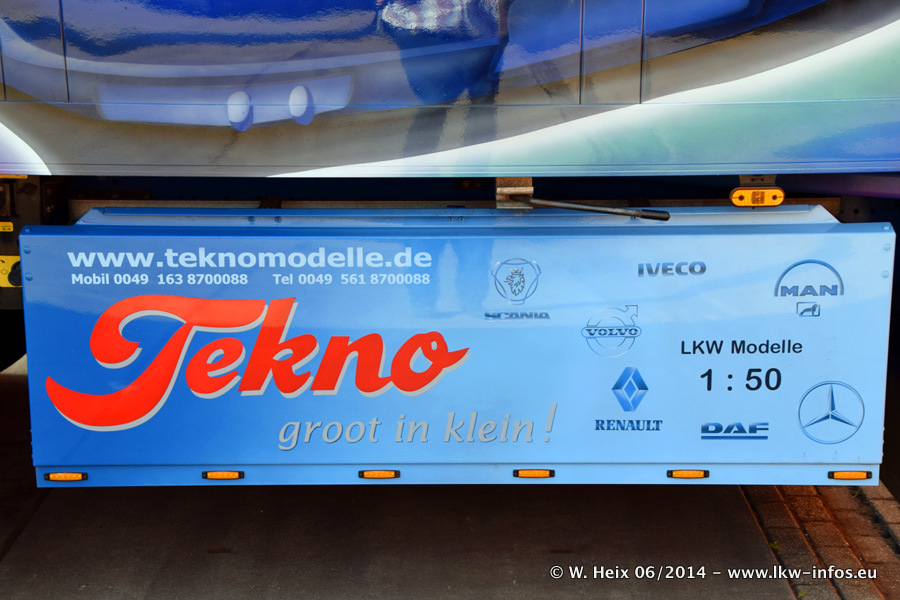 www.teknomodelle.de
Mobil 0049 163 8700088 Tel 0049 561 8700088
Tekno
groot in klein!
SCANIA
IVECO
MAN
VOLVO
LKW Modelle
1 : 50
RENAULT
DAF
© W. Heix 06/2014 - www.lkw-infos.eu